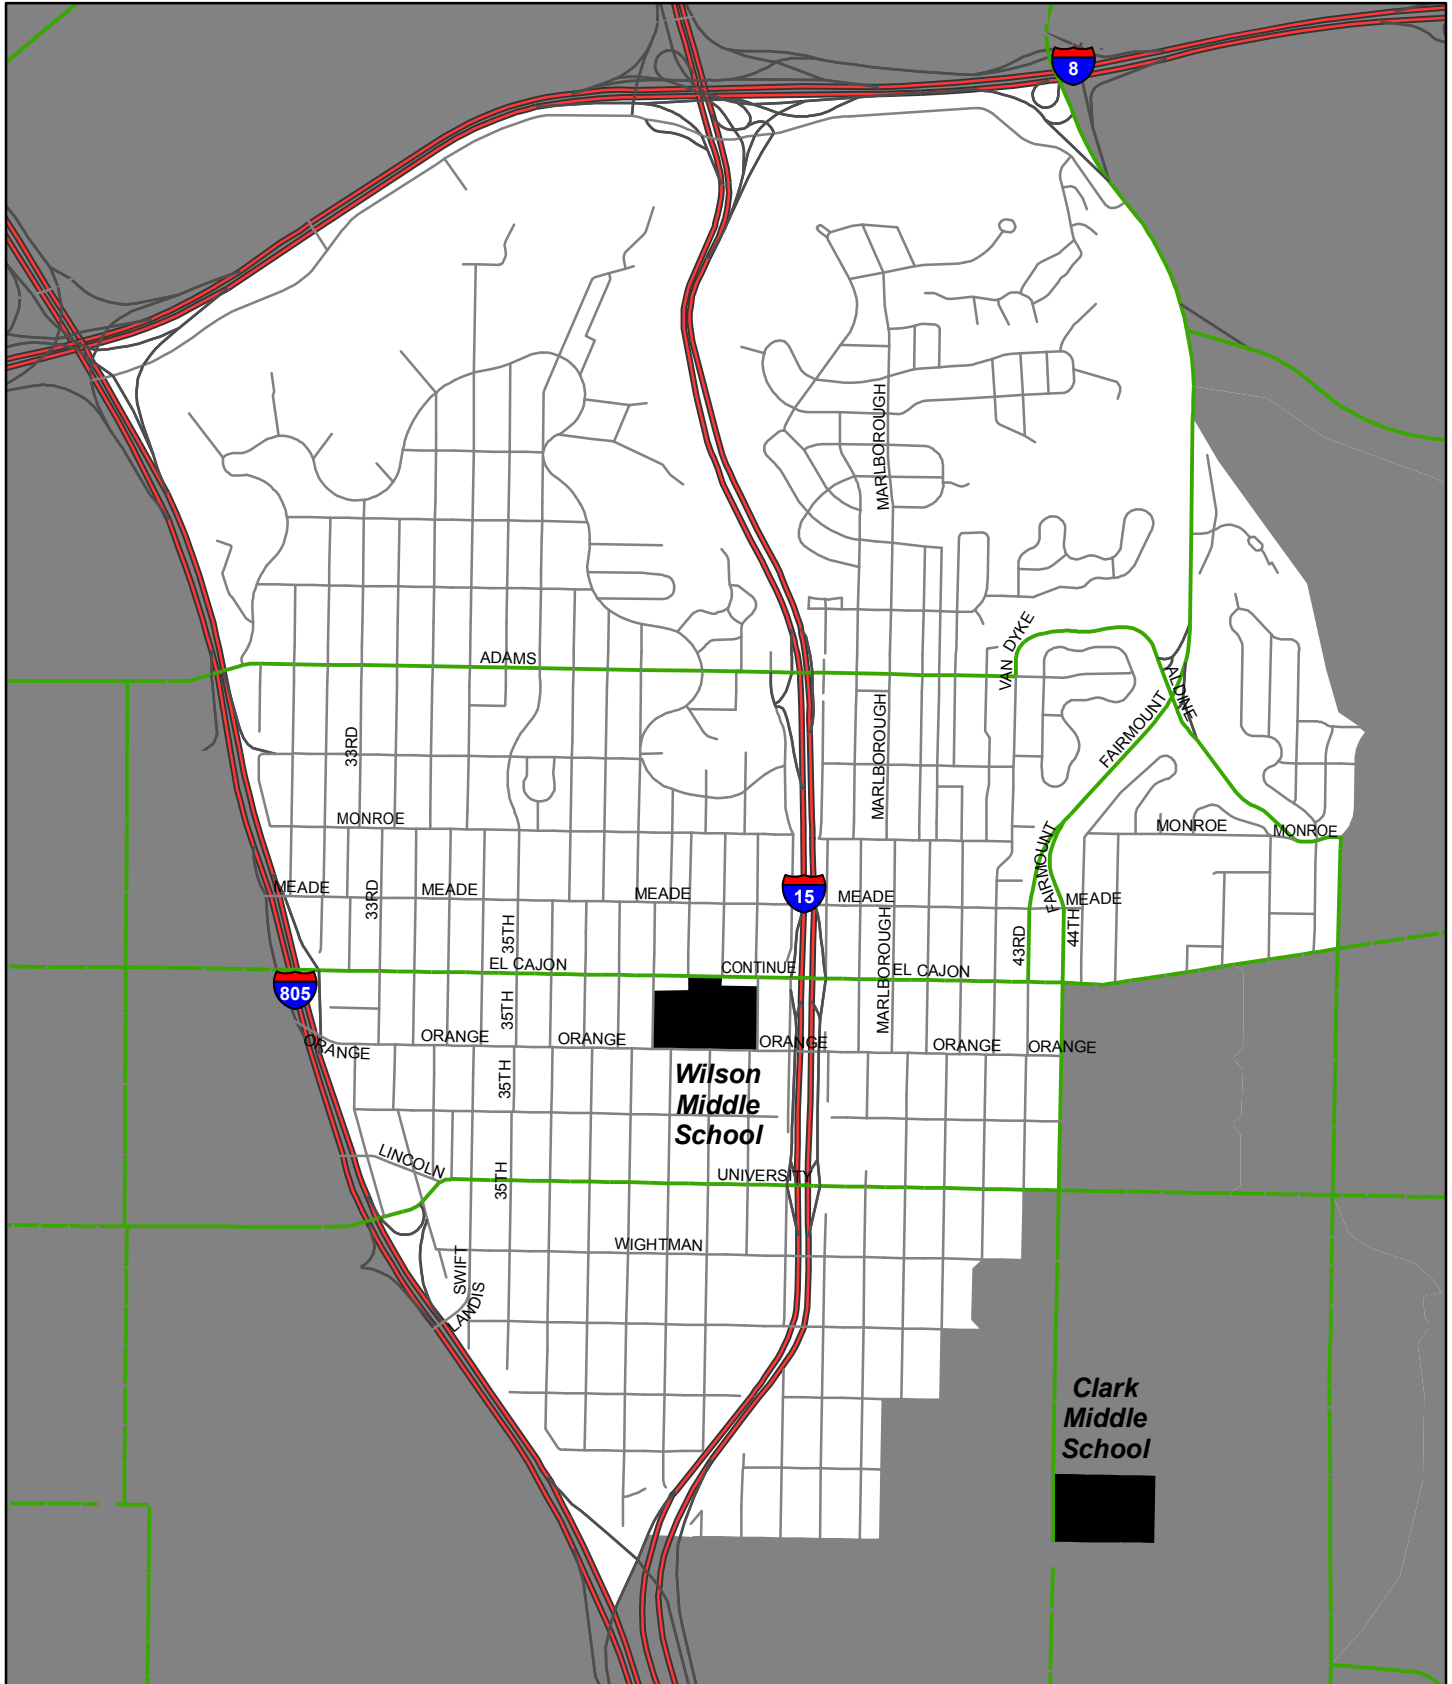 8
MARLBOROUGH
VAN DYKE
ADAMS
ALDINE
FAIRMOUNT
33RD
MARLBOROUGH
MONROE
MONROE
MONROE
FAIRMOUNT
MEADE
33RD
MEADE
MEADE
15
MEADE
MEADE
35TH
MARLBOROUGH
43RD
44TH
EL CAJON
CONTINUE
EL CAJON
805
35TH
ORANGE
ORANGE
ORANGE
ORANGE
ORANGE
ORANGE
35TH
Wilson
Middle
School
LINCOLN
35TH
UNIVERSITY
WIGHTMAN
SWIFT
LANDIS
Clark
Middle
School